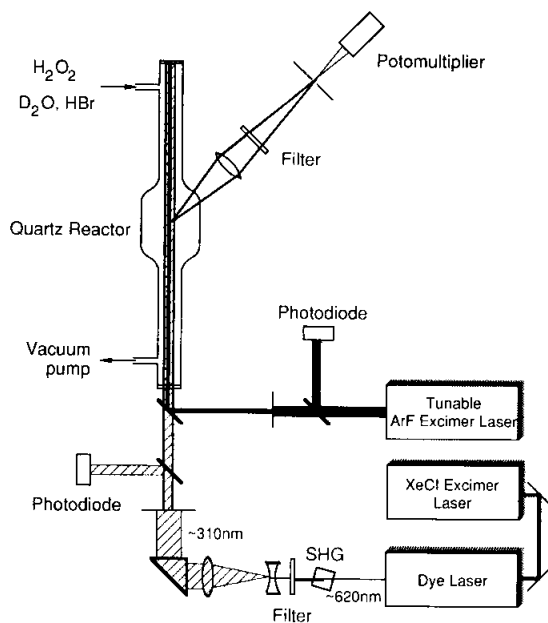 H2O2
D2O, HBr
Potomultiplier
Filter
Quartz Reactor
Photodiode
Vacuum
pump
Tunable
ArF Excimer Laser
XeCl Excimer
Laser
Photodiode
~310nm
SHG
Dye Laser
~620nm
Filter